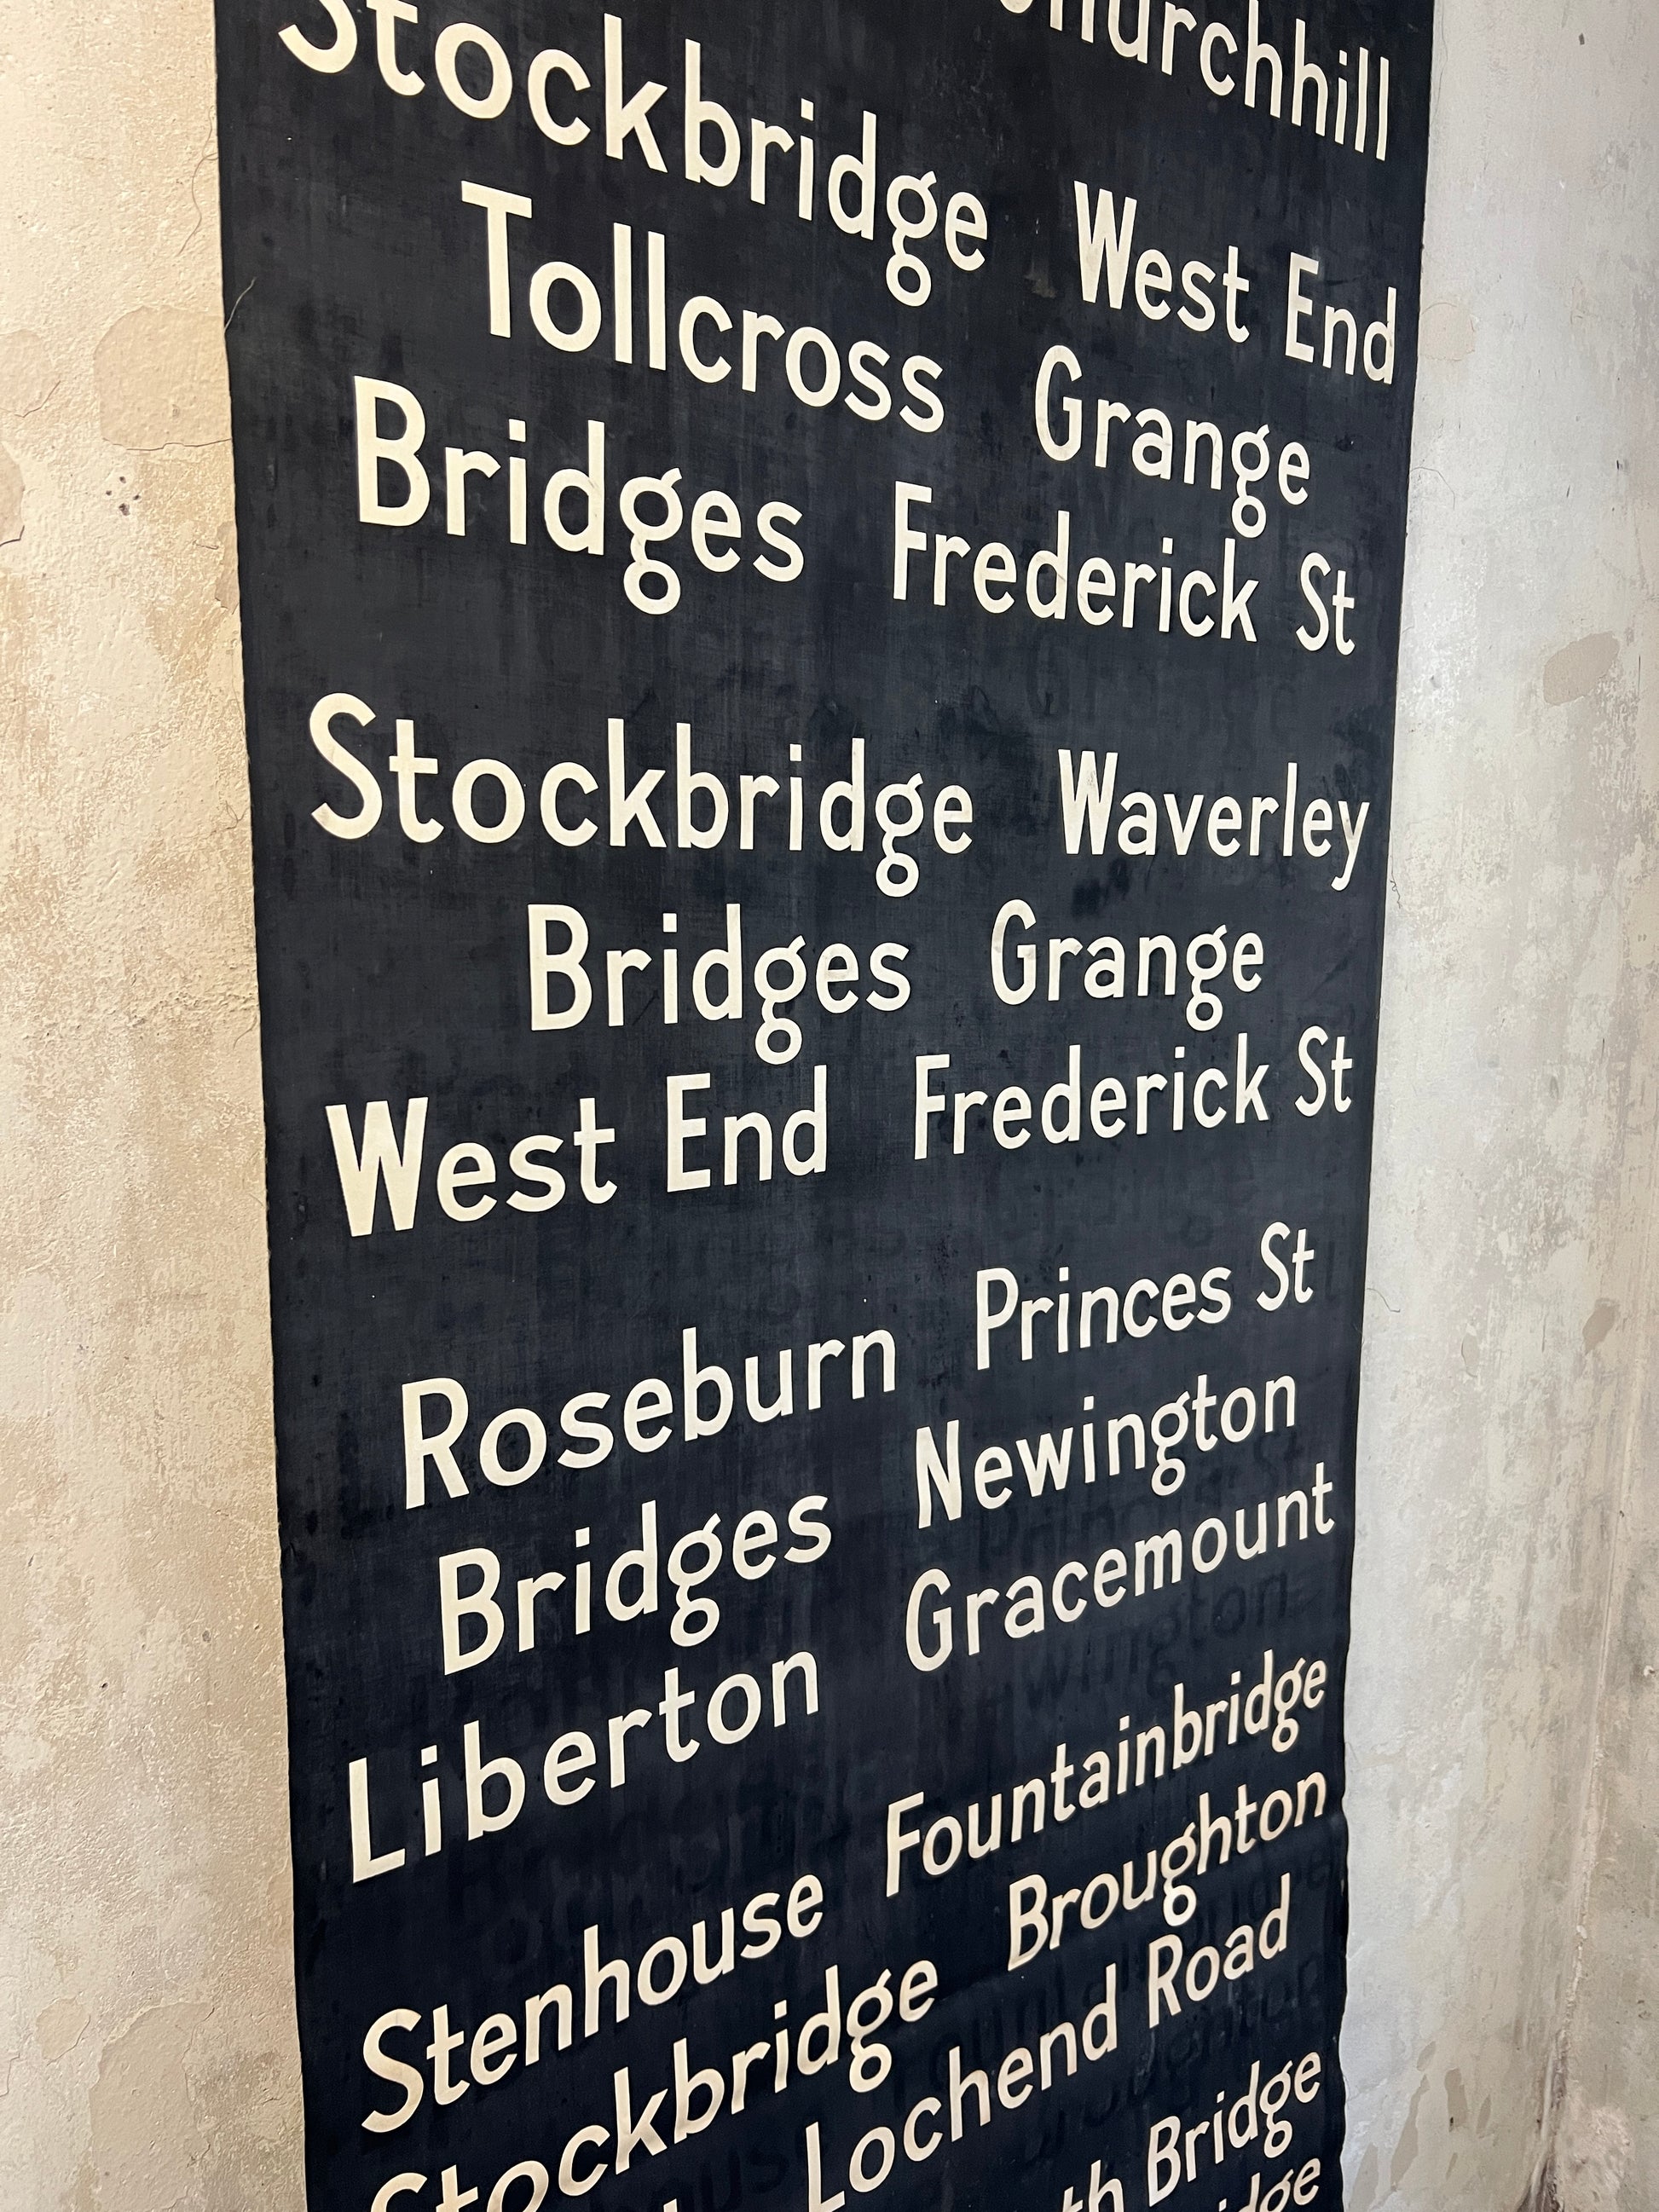 Churchhill
Stockbridge West End
Tollcross Grange
Bridges Frederick St
Stockbridge Waverley
Bridges Grange
West End Frederick St
Roseburn Princes St
Bridges Newington
Liberton Gracemount
Stenhouse Fountainbridge
Stockbridge Broughton
Lochend Road
Bridge